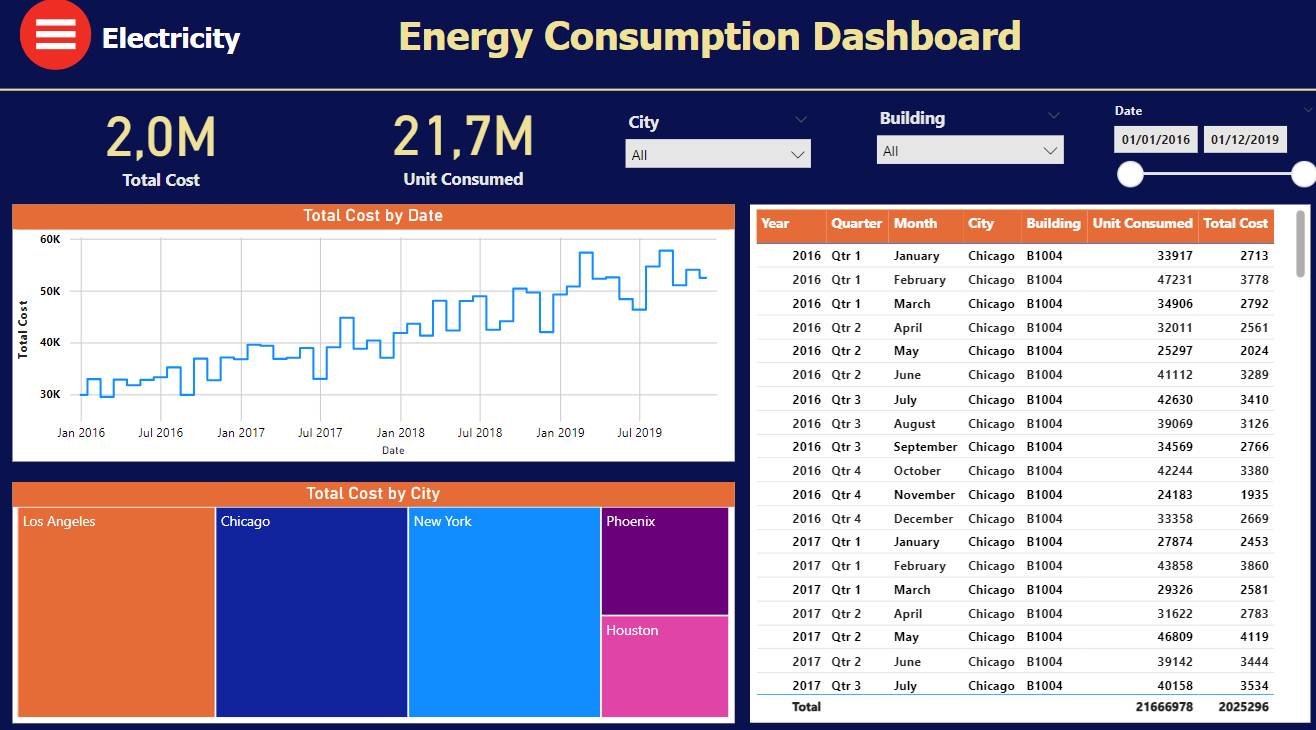 Electricity
Energy Consumption Dashboard
2,0M
Total Cost
21,7M
Unit Consumed
City
All
Building
All
Date
01/01/2016 01/12/2019
Total Cost by Date
60K
50K
40K
30K
Total Cost
Jan 2016 Jul 2016 Jan 2017 Jul 2017 Jan 2018 Jul 2018 Jan 2019 Jul 2019
Date
Total Cost by City
Los Angeles
Chicago
New York
Phoenix
Houston
Year Quarter Month City Building Unit Consumed Total Cost
2016 Qtr 1 January Chicago B1004 33917 2713
2016 Qtr 1 February Chicago B1004 47231 3778
2016 Qtr 1 March Chicago B1004 34906 2792
2016 Qtr 2 April Chicago B1004 32011 2561
2016 Qtr 2 May Chicago B1004 25297 2024
2016 Qtr 2 June Chicago B1004 41112 3289
2016 Qtr 3 July Chicago B1004 42630 3410
2016 Qtr 3 August Chicago B1004 39069 3126
2016 Qtr 3 September Chicago B1004 34569 2766
2016 Qtr 4 October Chicago B1004 42244 3380
2016 Qtr 4 November Chicago B1004 24183 1935
2016 Qtr 4 December Chicago B1004 33358 2669
2017 Qtr 1 January Chicago B1004 27874 2453
2017 Qtr 1 February Chicago B1004 43858 3860
2017 Qtr 1 March Chicago B1004 29326 2581
2017 Qtr 2 April Chicago B1004 31622 2783
2017 Qtr 2 May Chicago B1004 46809 4119
2017 Qtr 2 June Chicago B1004 39142 3444
2017 Qtr 3 July Chicago B1004 40158 3534
Total 21666978 2025296